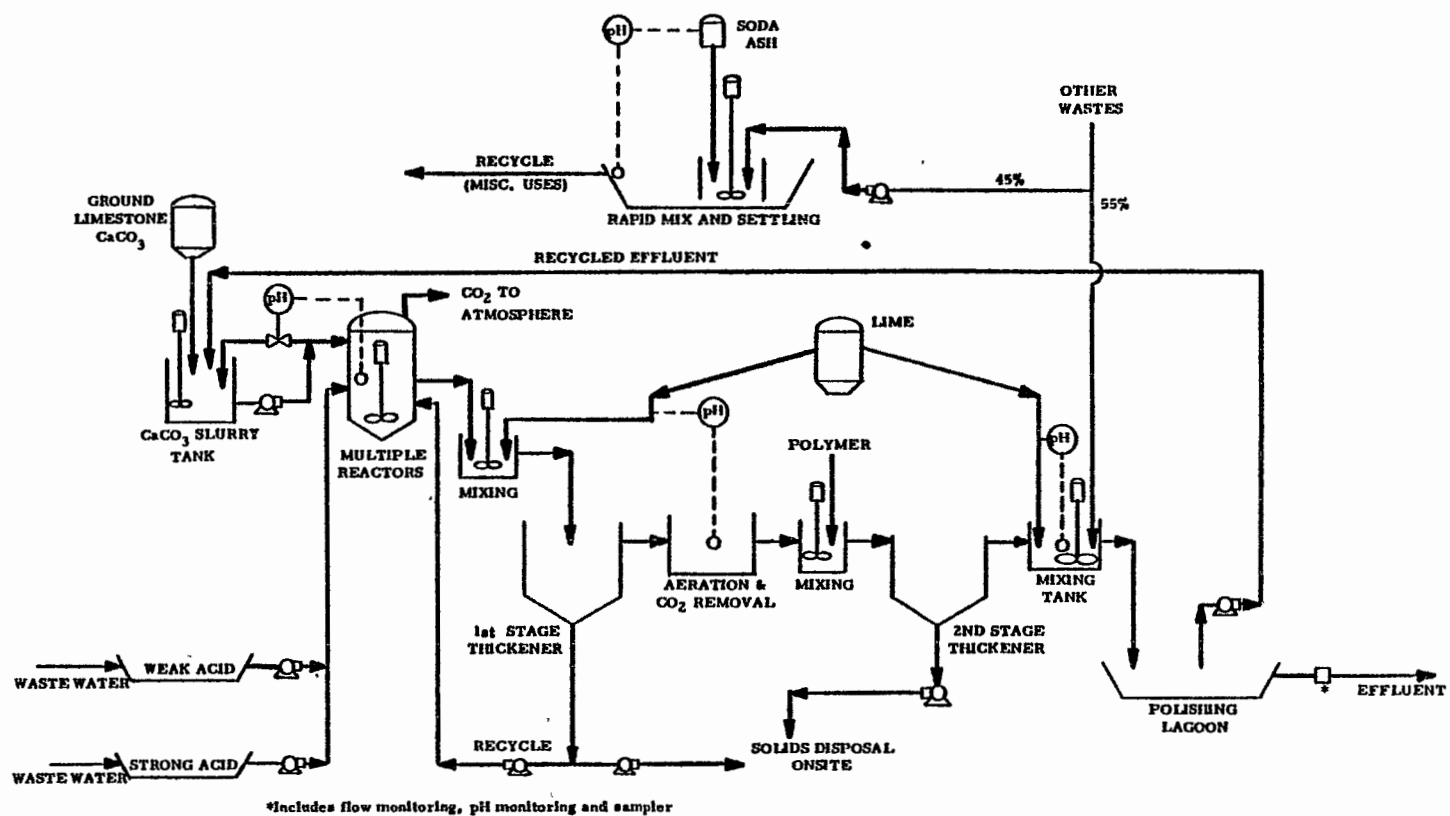 pH
SODA
ASH
OTHER
WASTES
RECYCLE
(MISC. USES)
45%
55%
RAPID MIX AND SETTLING
GROUND
LIMESTONE
CaCO3
RECYCLED EFFLUENT
pH
CO2 TO
ATMOSPHERE
LIME
CaCO3 SLURRY
TANK
MULTIPLE
REACTORS
MIXING
pH
POLYMER
pH
AERATION &
CO2 REMOVAL
MIXING
MIXING
TANK
1st STAGE
THICKENER
2ND STAGE
THICKENER
WEAK ACID
WASTE WATER
*
EFFLUENT
POLISHING
LAGOON
RECYCLE
SOLIDS DISPOSAL
ONSITE
STRONG ACID
WASTE WATER
*Includes flow monitoring, pH monitoring and sampler